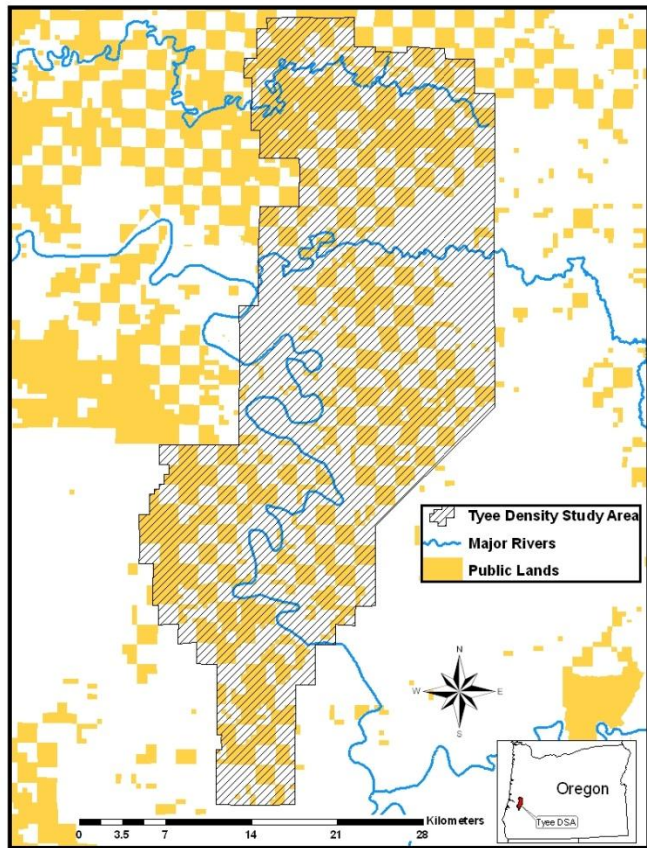 Tyee Density Study Area
Major Rivers
Public Lands
N
W E
S
Oregon
Tyee DSA
Kilometers
0 3.5 7 14 21 28